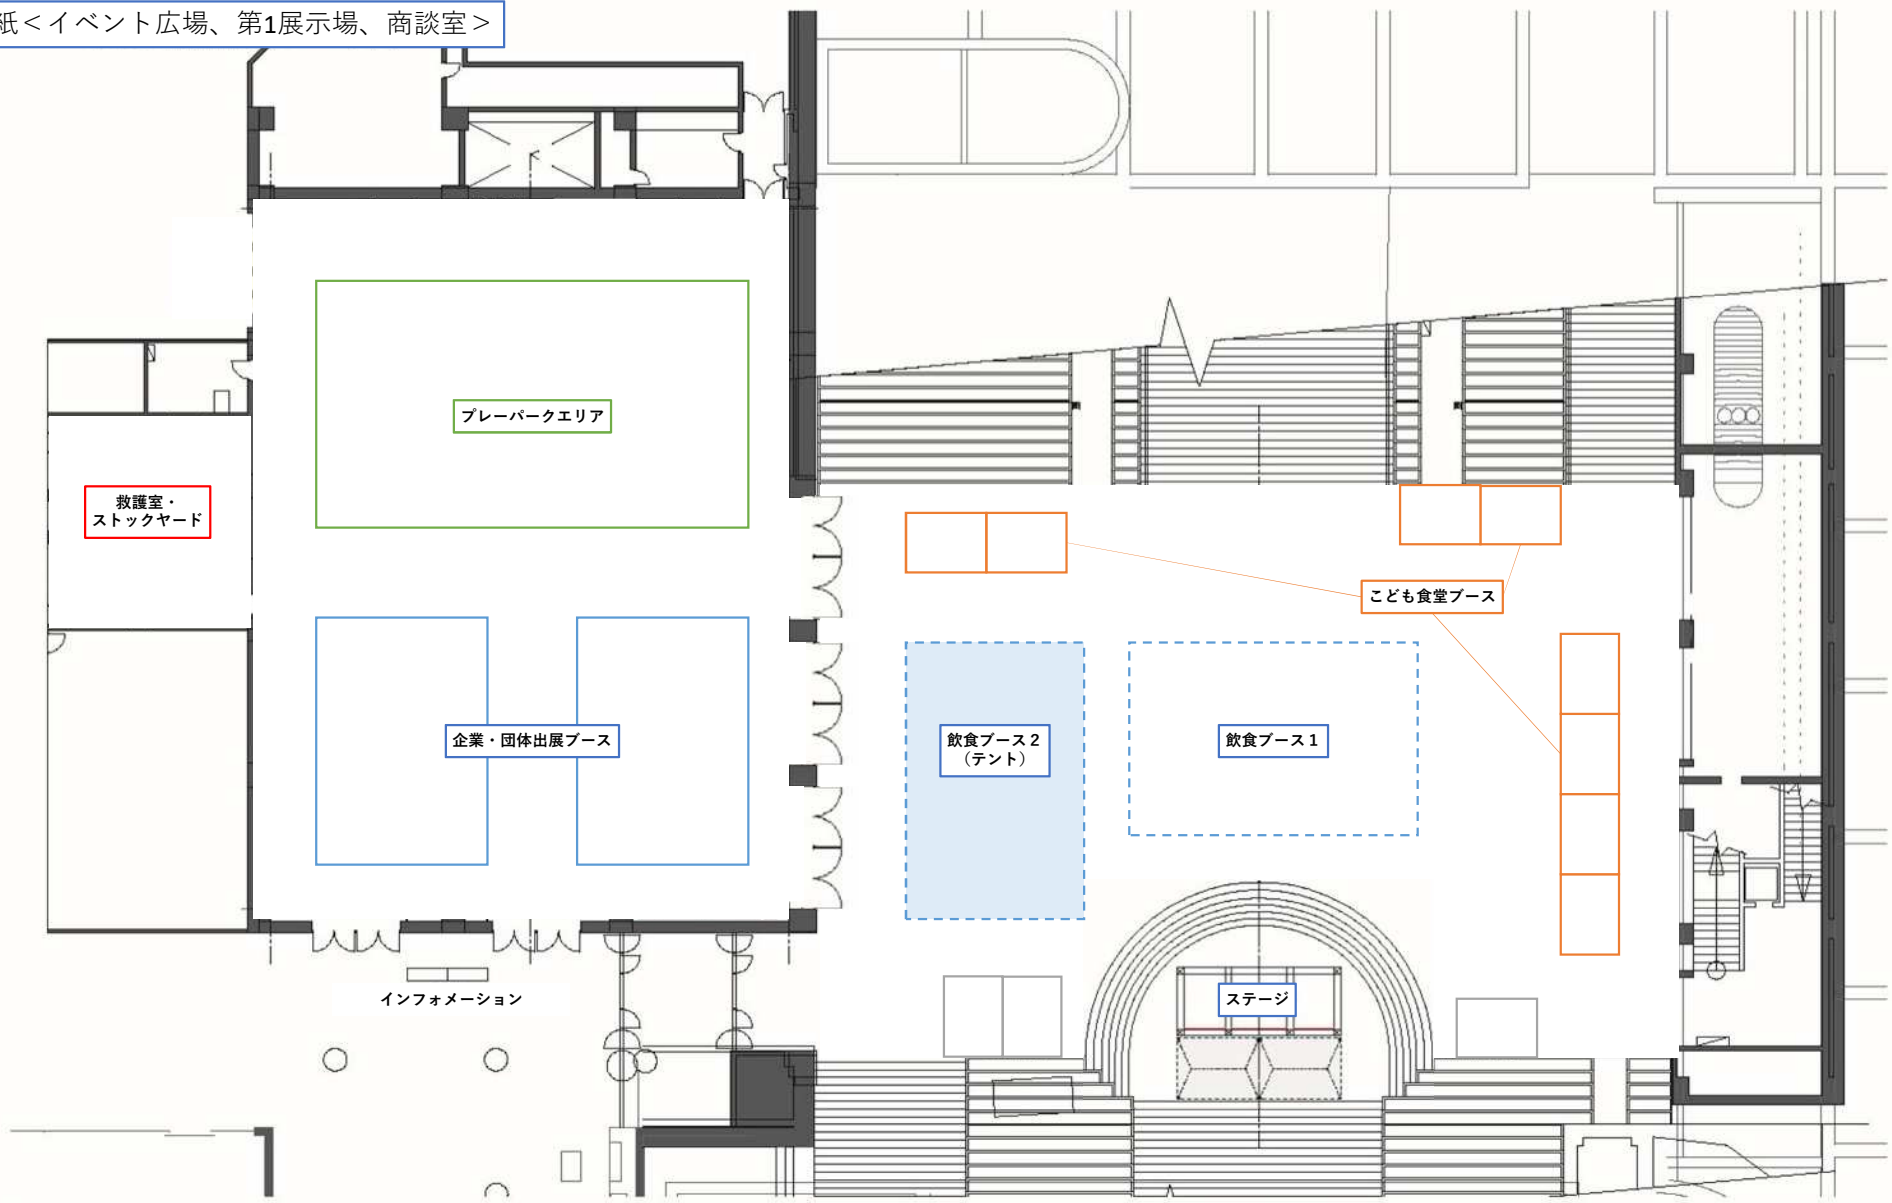 紙＜イベント広場、第1展示場、商談室＞
プレーパークエリア
救護室・
ストックヤード
こども食堂ブース
企業・団体出展ブース
飲食ブース２
（テント）
飲食ブース１
インフォメーション
ステージ